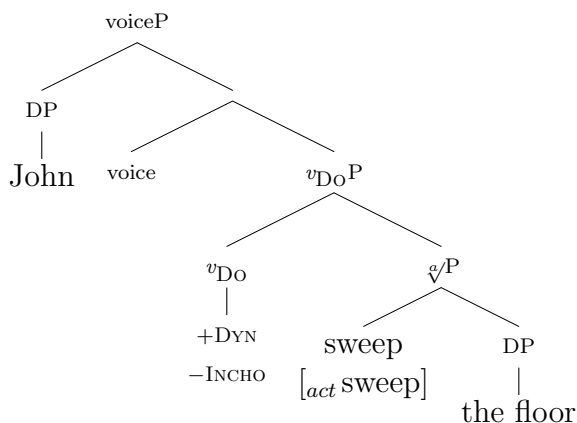 voiceP
DP
John
voice
vDoP
vDo
+Dyn
−Incho
a√P
sweep
[act sweep]
DP
the floor